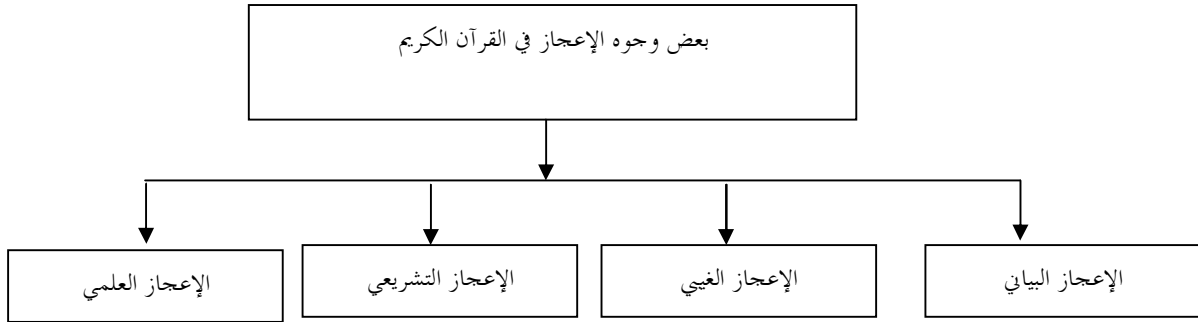 بعض وجوه الإعجاز في القرآن الكريم
الإعجاز البياني
الإعجاز الغيبي
الإعجاز التشريعي
الإعجاز العلمي